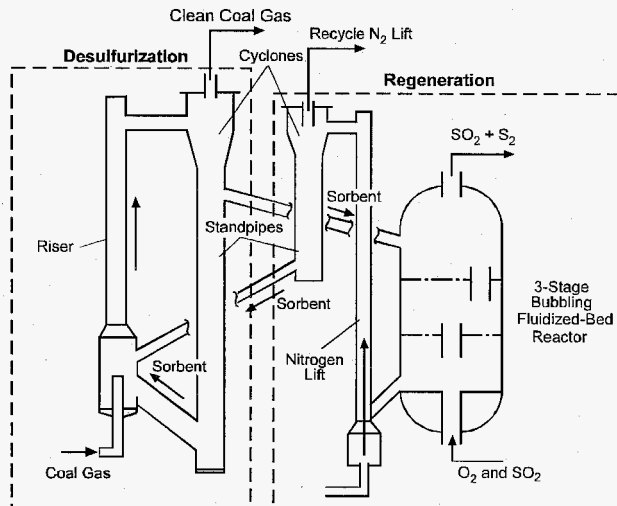 Clean Coal Gas
Recycle N2 Lift
Desulfurization
Cyclones
Regeneration
SO2 + S2
Sorbent
Riser
Standpipes
3-Stage
Bubbling
Fluidized-Bed
Reactor
Sorbent
Nitrogen
Lift
Sorbent
Coal Gas
O2 and SO2